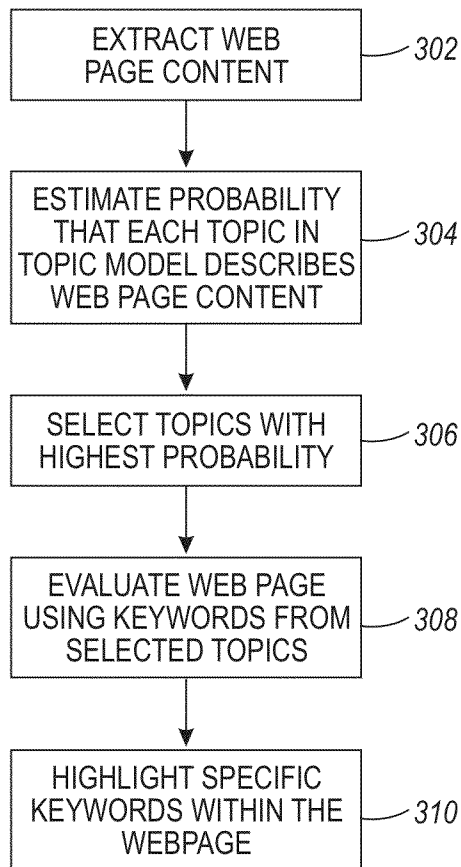 EXTRACT WEB
PAGE CONTENT
302
ESTIMATE PROBABILITY
THAT EACH TOPIC IN
TOPIC MODEL DESCRIBES
WEB PAGE CONTENT
304
SELECT TOPICS WITH
HIGHEST PROBABILITY
306
EVALUATE WEB PAGE
USING KEYWORDS FROM
SELECTED TOPICS
308
HIGHLIGHT SPECIFIC
KEYWORDS WITHIN THE
WEBPAGE
310